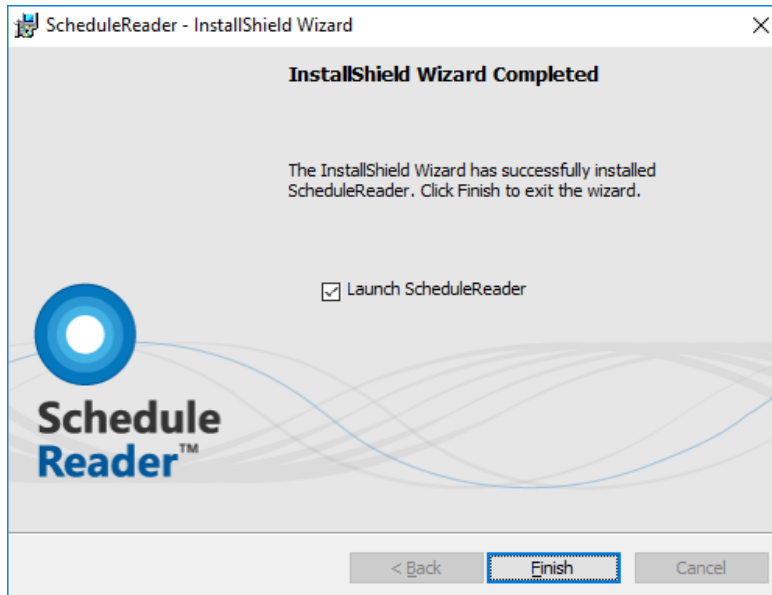 ScheduleReader - InstallShield Wizard
InstallShield Wizard Completed
The InstallShield Wizard has successfully installed
ScheduleReader. Click Finish to exit the wizard.
Launch ScheduleReader
Schedule
Reader™
< Back
Finish
Cancel